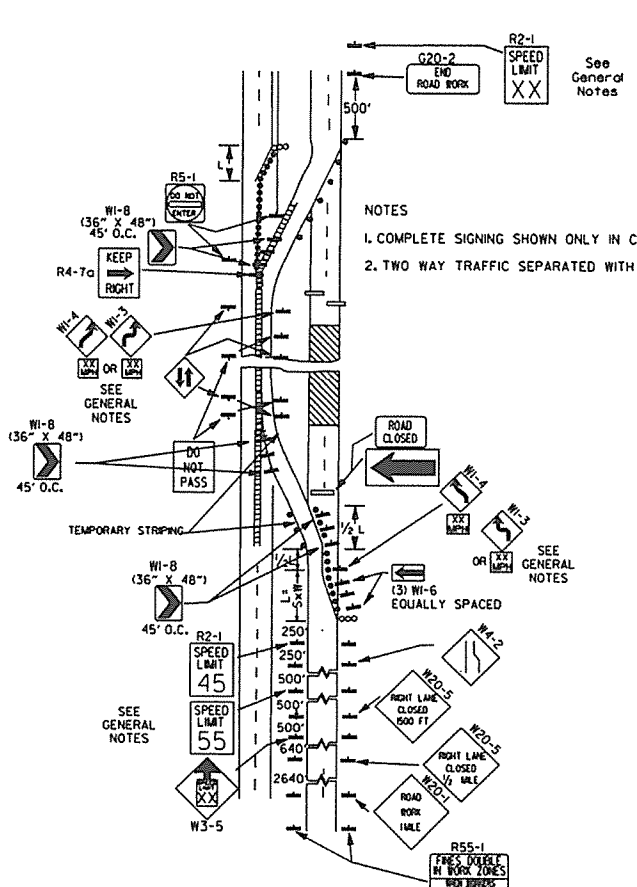 R2-1
SPEED
LIMIT
XX
See
General
Notes
G20-2
END
ROAD WORK
500'
L
R5-1
DO NOT
ENTER
W1-8
(36" X 48")
45' O.C.
KEEP
RIGHT
R4-7a
NOTES
1. COMPLETE SIGNING SHOWN ONLY IN C
2. TWO WAY TRAFFIC SEPARATED WITH
W1-4
W1-3
XX
MPH
OR
XX
MPH
SEE
GENERAL
NOTES
W1-8
(36" X 48")
45' O.C.
DO
NOT
PASS
ROAD
CLOSED
W1-4
XX
MPH
W1-3
OR
XX
MPH
SEE
GENERAL
NOTES
TEMPORARY STRIPING
1/2 L
1/2 L
L=
SxW
W1-8
(36" X 48")
45' O.C.
(3) W1-6
EQUALLY SPACED
R2-1
SPEED
LIMIT
45
250'
250'
500'
500'
500'
640'
2640'
W4-2
SEE
GENERAL
NOTES
SPEED
LIMIT
55
W20-5
RIGHT LANE
CLOSED
1500 FT
W20-5
RIGHT LANE
CLOSED
1/2 MILE
XX
W3-5
W20-1
ROAD
WORK
1 MILE
R55-1
FINES DOUBLE
IN WORK ZONES
WHEN WORKERS